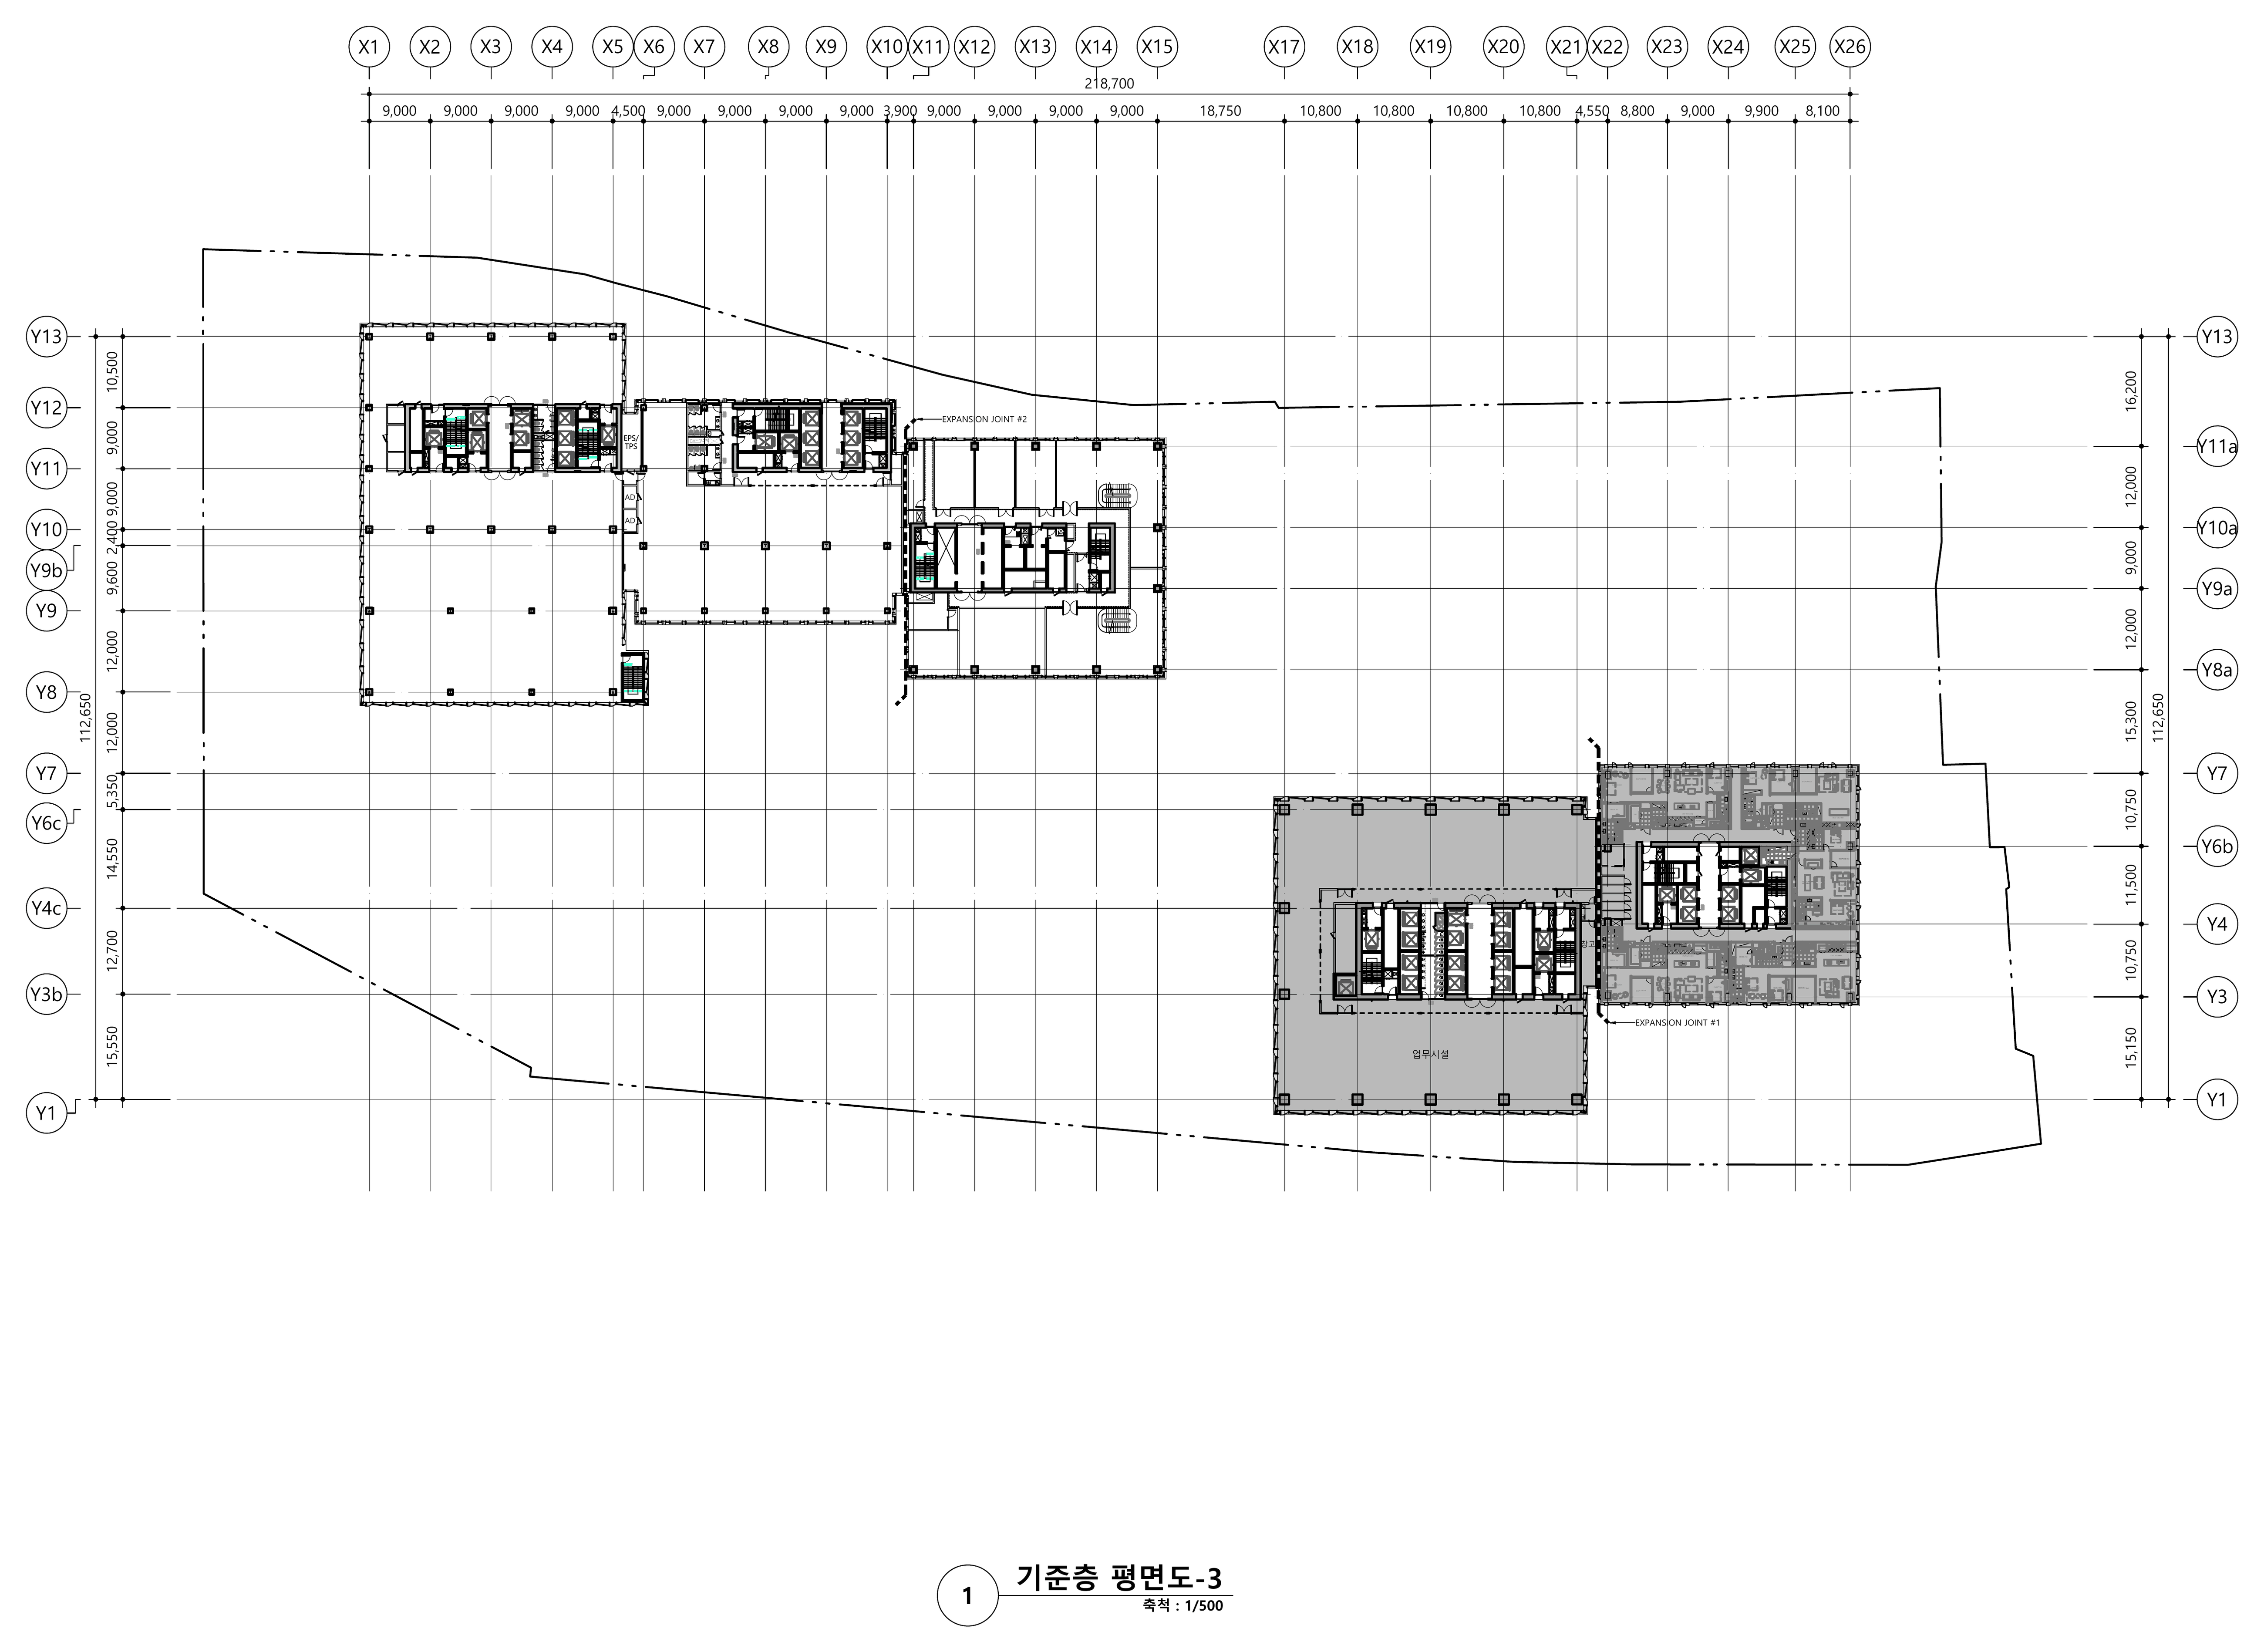 X1 X2 X3 X4 X5 X6 X7 X8 X9 X10 X11 X12 X13 X14 X15 X17 X18 X19 X20 X21 X22 X23 X24 X25 X26
218,700
9,000 9,000 9,000 9,000 4,500 9,000 9,000 9,000 9,000 3,900 9,000 9,000 9,000 9,000 18,750 10,800 10,800 10,800 10,800 4,550 8,800 9,000 9,900 8,100
Y13
Y12
Y11
Y10
Y9b
Y9
Y8
Y7
Y6c
Y4c
Y3b
Y1
112,650
10,500
9,000
9,000
2,400
9,600
12,000
12,000
5,350
14,550
12,700
15,550
EPS/
TPS
AD
AD
EXPANSION JOINT #2
창고
EXPANSION JOINT #1
업무시설
16,200
12,000
9,000
12,000
15,300
10,750
11,500
10,750
15,150
112,650
Y13
Y11a
Y10a
Y9a
Y8a
Y7
Y6b
Y4
Y3
Y1
1
기준층 평면도-3
축척 : 1/500